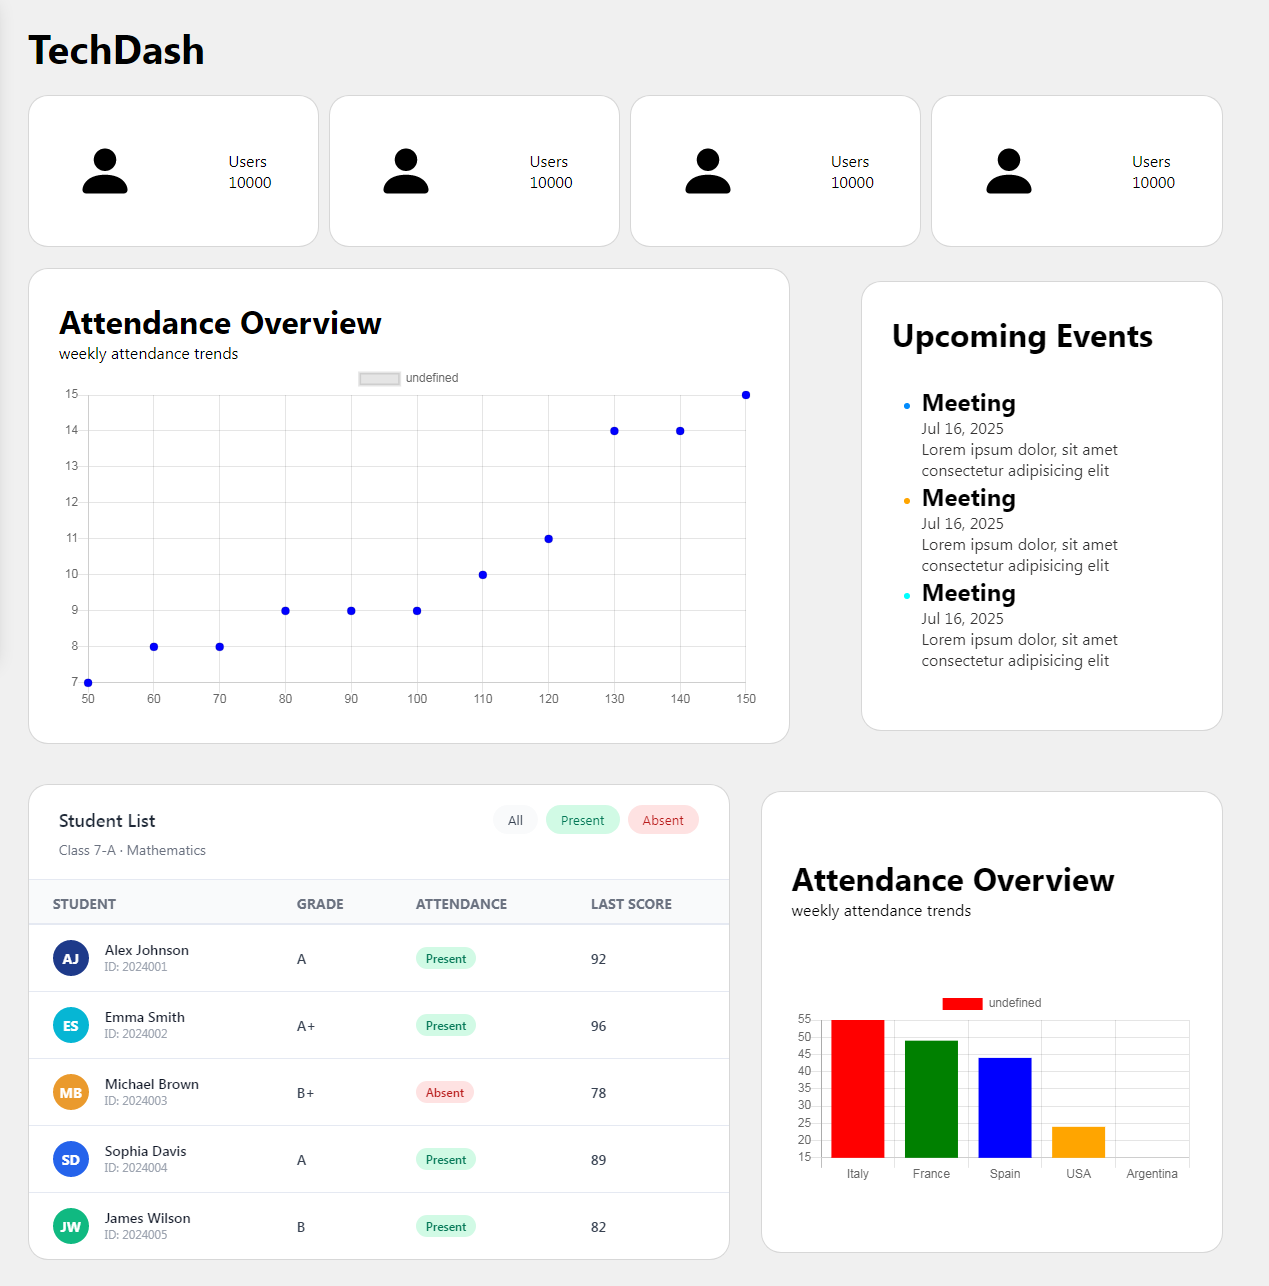 TechDash
Users
10000
Users
10000
Users
10000
Users
10000
Attendance Overview
weekly attendance trends
undefined
15
14
13
12
11
10
9
8
7
50 60 70 80 90 100 110 120 130 140 150
Upcoming Events
Meeting
Jul 16, 2025
Lorem ipsum dolor, sit amet
consectetur adipisicing elit
Meeting
Jul 16, 2025
Lorem ipsum dolor, sit amet
consectetur adipisicing elit
Meeting
Jul 16, 2025
Lorem ipsum dolor, sit amet
consectetur adipisicing elit
Student List
All Present Absent
Class 7-A · Mathematics
STUDENT GRADE ATTENDANCE LAST SCORE
AJ Alex Johnson A Present 92
ID: 2024001
ES Emma Smith A+ Present 96
ID: 2024002
MB Michael Brown B+ Absent 78
ID: 2024003
SD Sophia Davis A Present 89
ID: 2024004
JW James Wilson B Present 82
ID: 2024005
Attendance Overview
weekly attendance trends
undefined
55
50
45
40
35
30
25
20
15
Italy France Spain USA Argentina